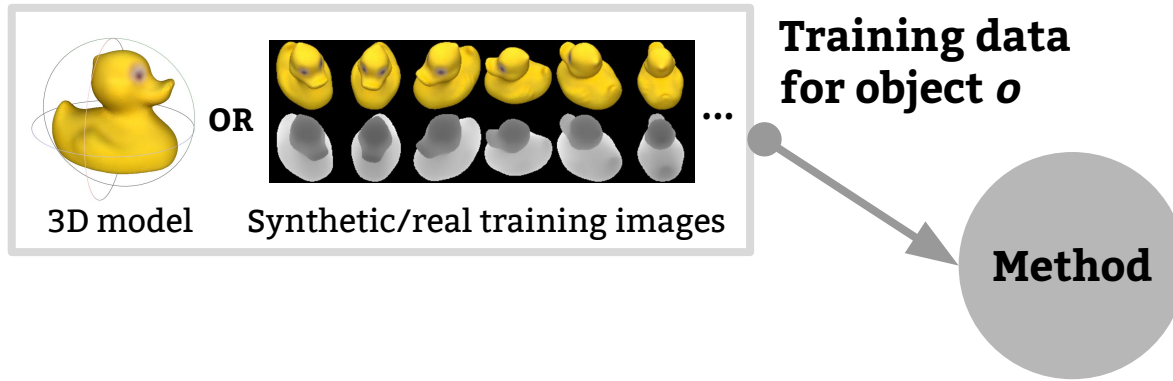 OR
...
3D model
Synthetic/real training images
Training data
for object o
Method